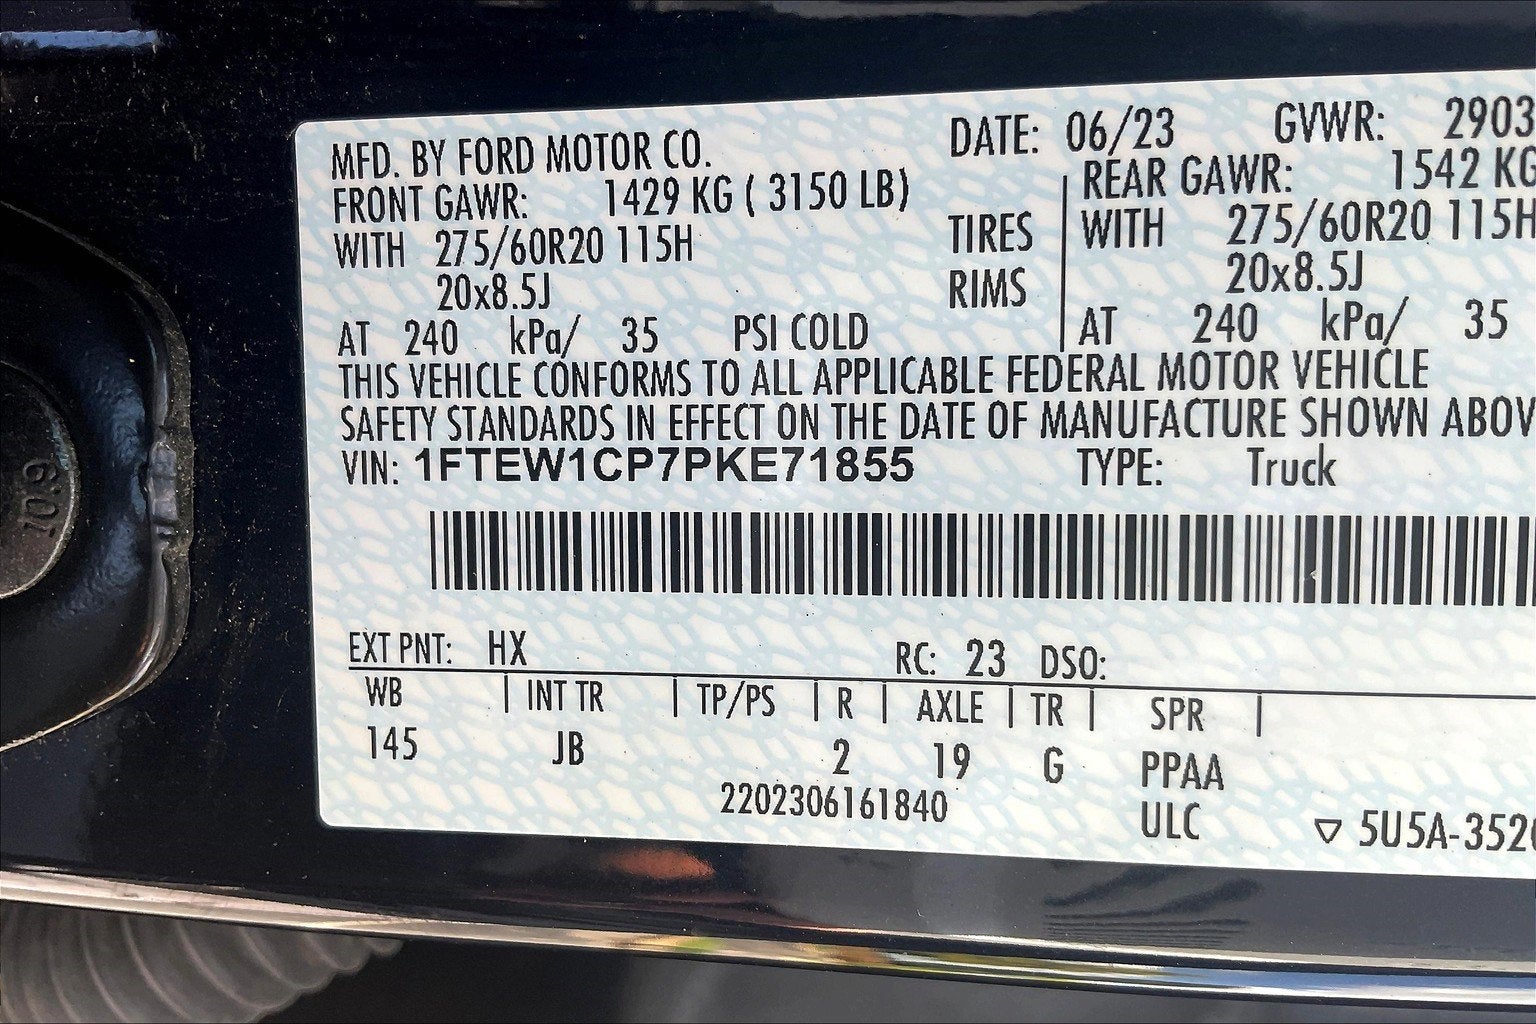 MFD. BY FORD MOTOR CO. DATE: 06/23 GVWR: 2903
FRONT GAWR: 1429 KG ( 3150 LB) REAR GAWR: 1542 KG
WITH 275/60R20 115H TIRES WITH 275/60R20 115H
20x8.5J RIMS 20x8.5J
AT 240 kPa/ 35 PSI COLD AT 240 kPa/ 35
THIS VEHICLE CONFORMS TO ALL APPLICABLE FEDERAL MOTOR VEHICLE
SAFETY STANDARDS IN EFFECT ON THE DATE OF MANUFACTURE SHOWN ABOV
VIN: 1FTEW1CP7PKE71855 TYPE: Truck
EXT PNT: HX RC: 23 DSO:
WB | INT TR | TP/PS | R | AXLE | TR | SPR |
145 JB 2 19 G PPAA
2202306161840 ULC ▽ 5U5A-3520
10.9